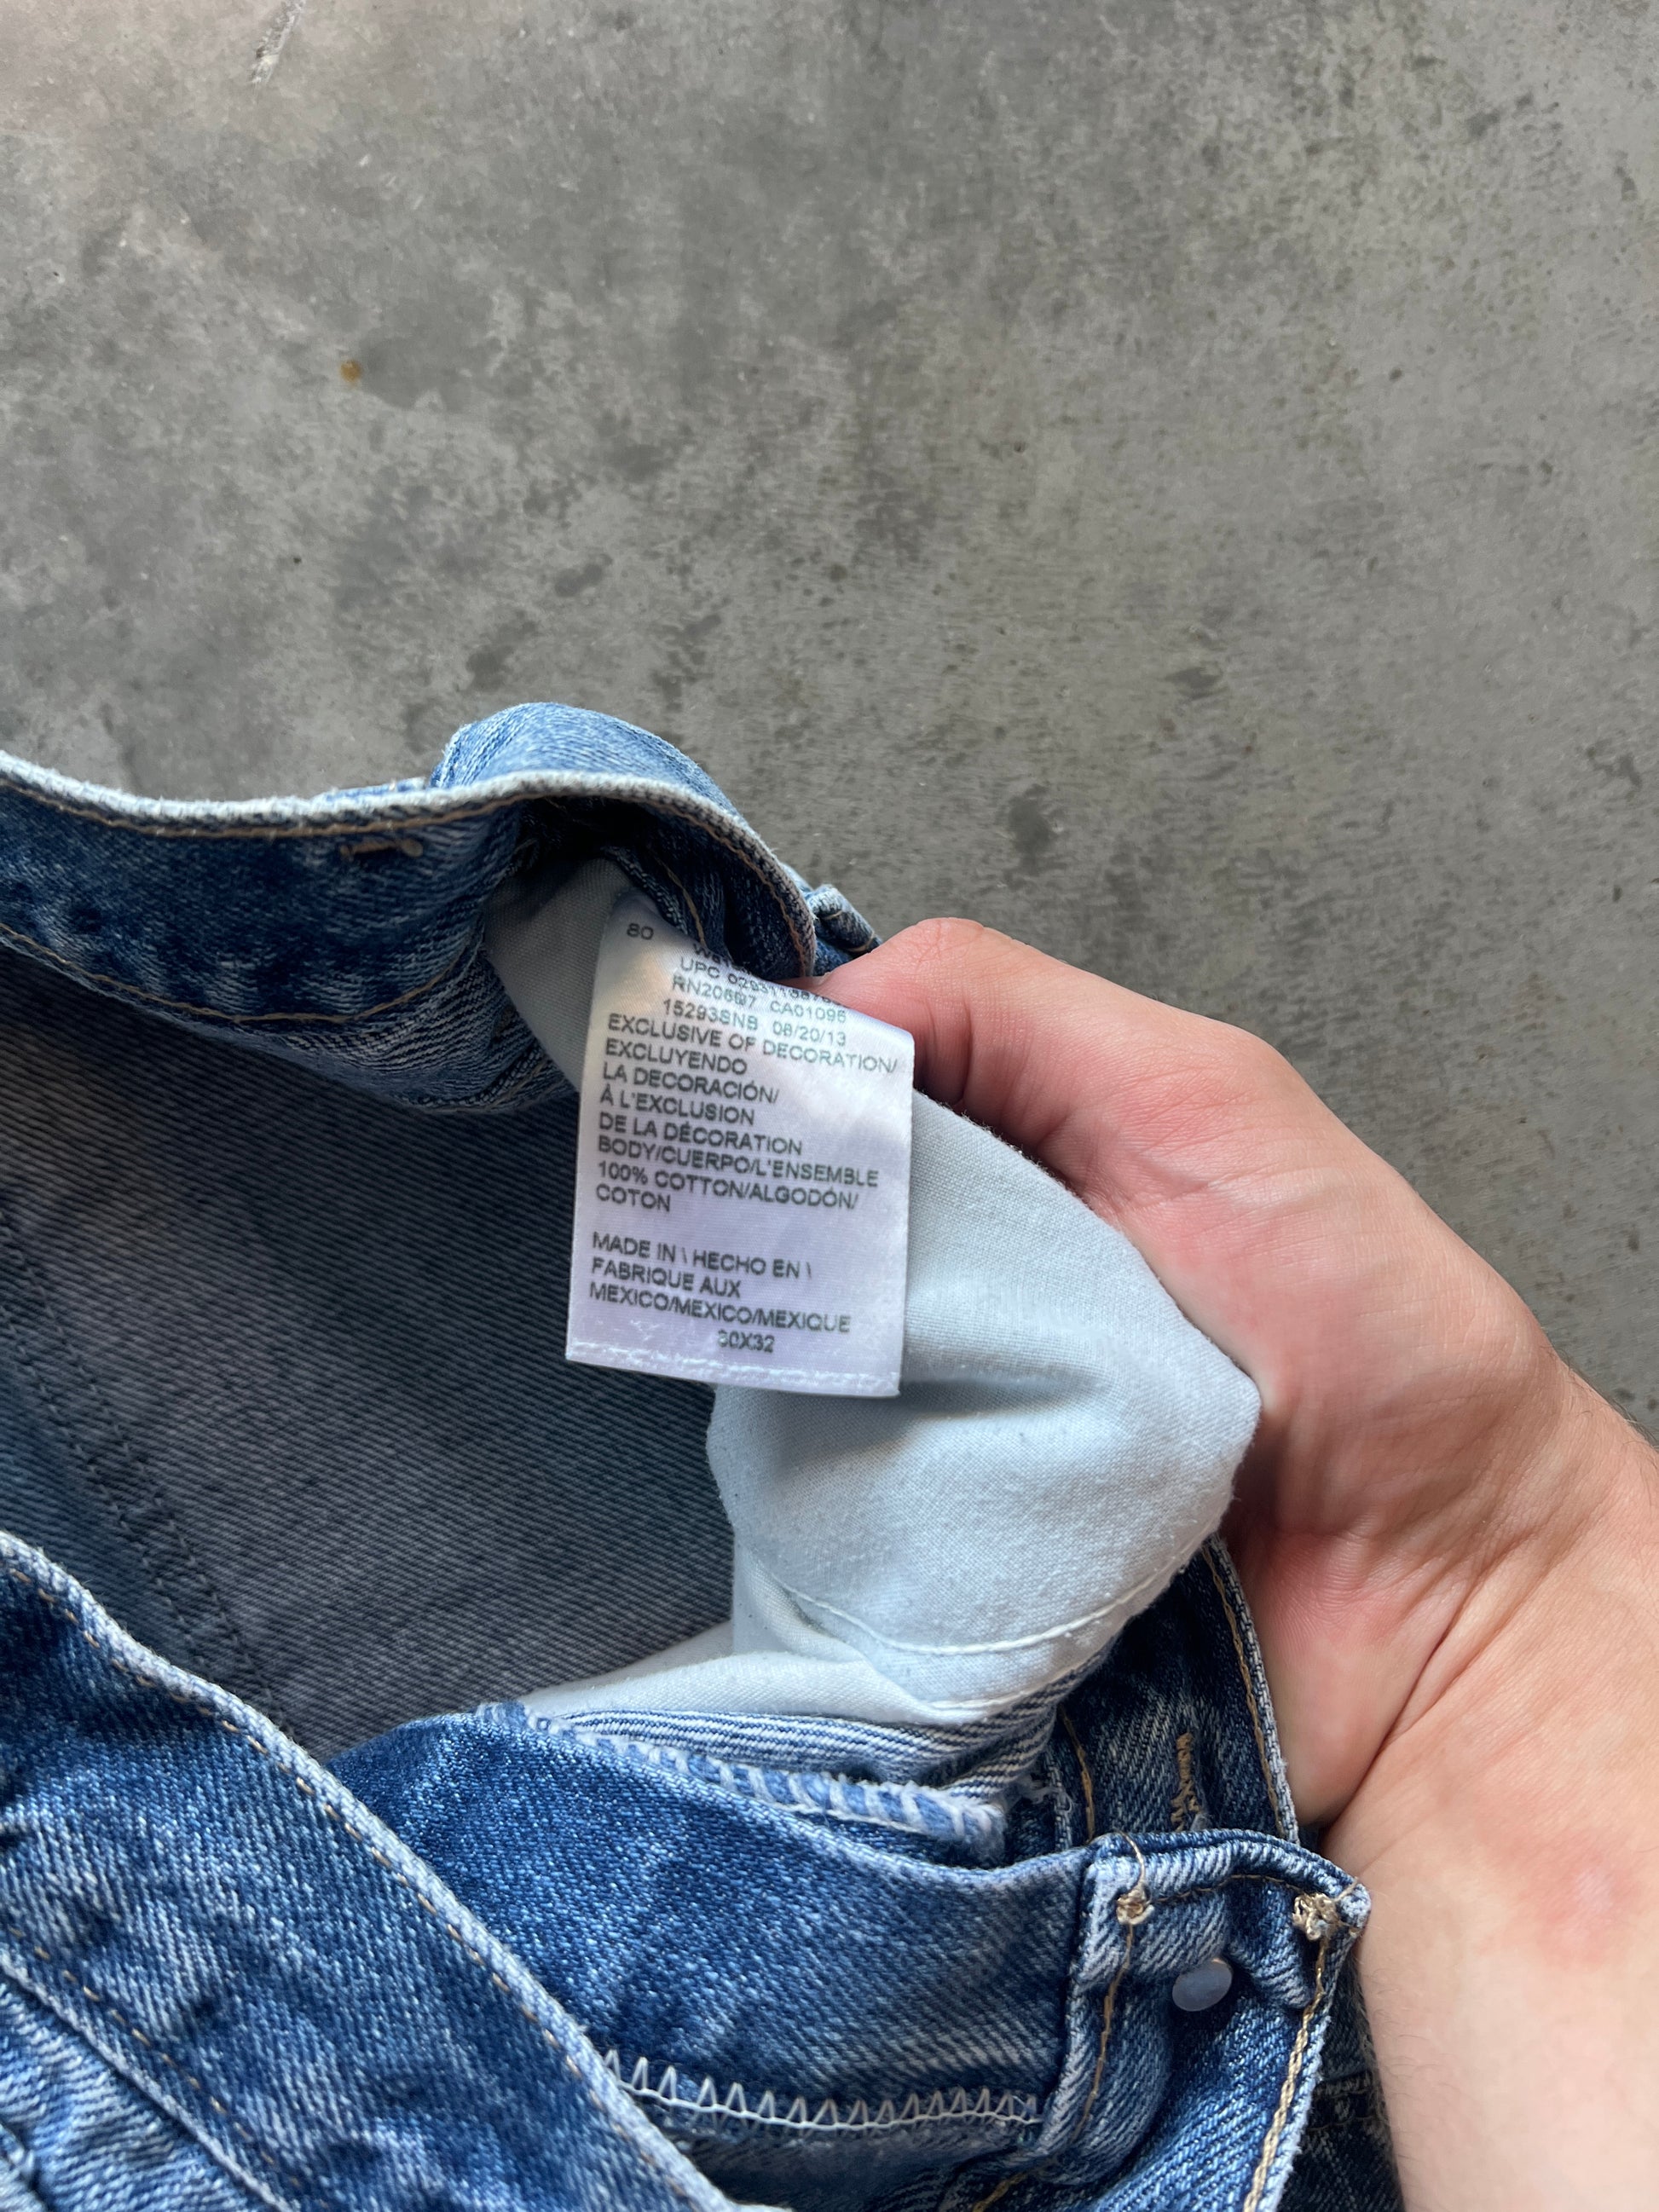 80
RN20697 CA01095
15293SNB 08/20/13
EXCLUSIVE OF DECORATION/
EXCLUYENDO
LA DECORACIÓN/
À L'EXCLUSION
DE LA DÉCORATION
BODY/CUERPO/L'ENSEMBLE
100% COTTON/ALGODÓN/
COTON
MADE IN \ HECHO EN \
FABRIQUE AUX
MEXICO/MEXICO/MEXIQUE
30X32